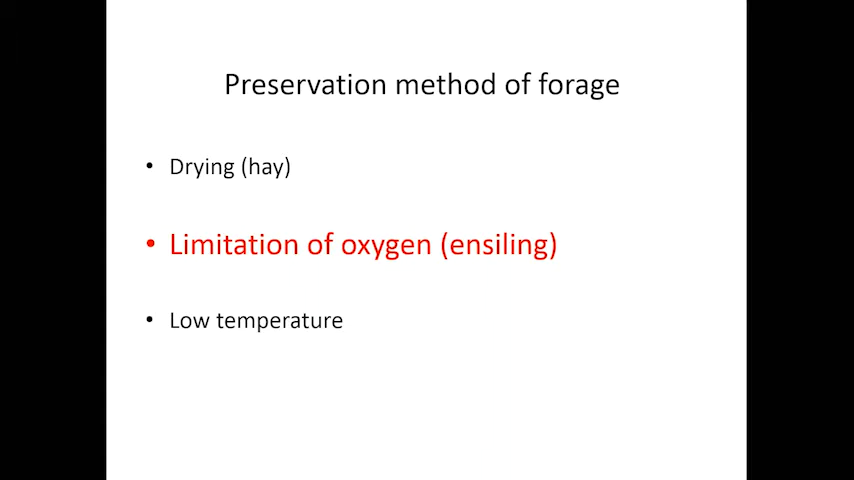 Preservation method of forage
• Drying (hay)
• Limitation of oxygen (ensiling)
• Low temperature